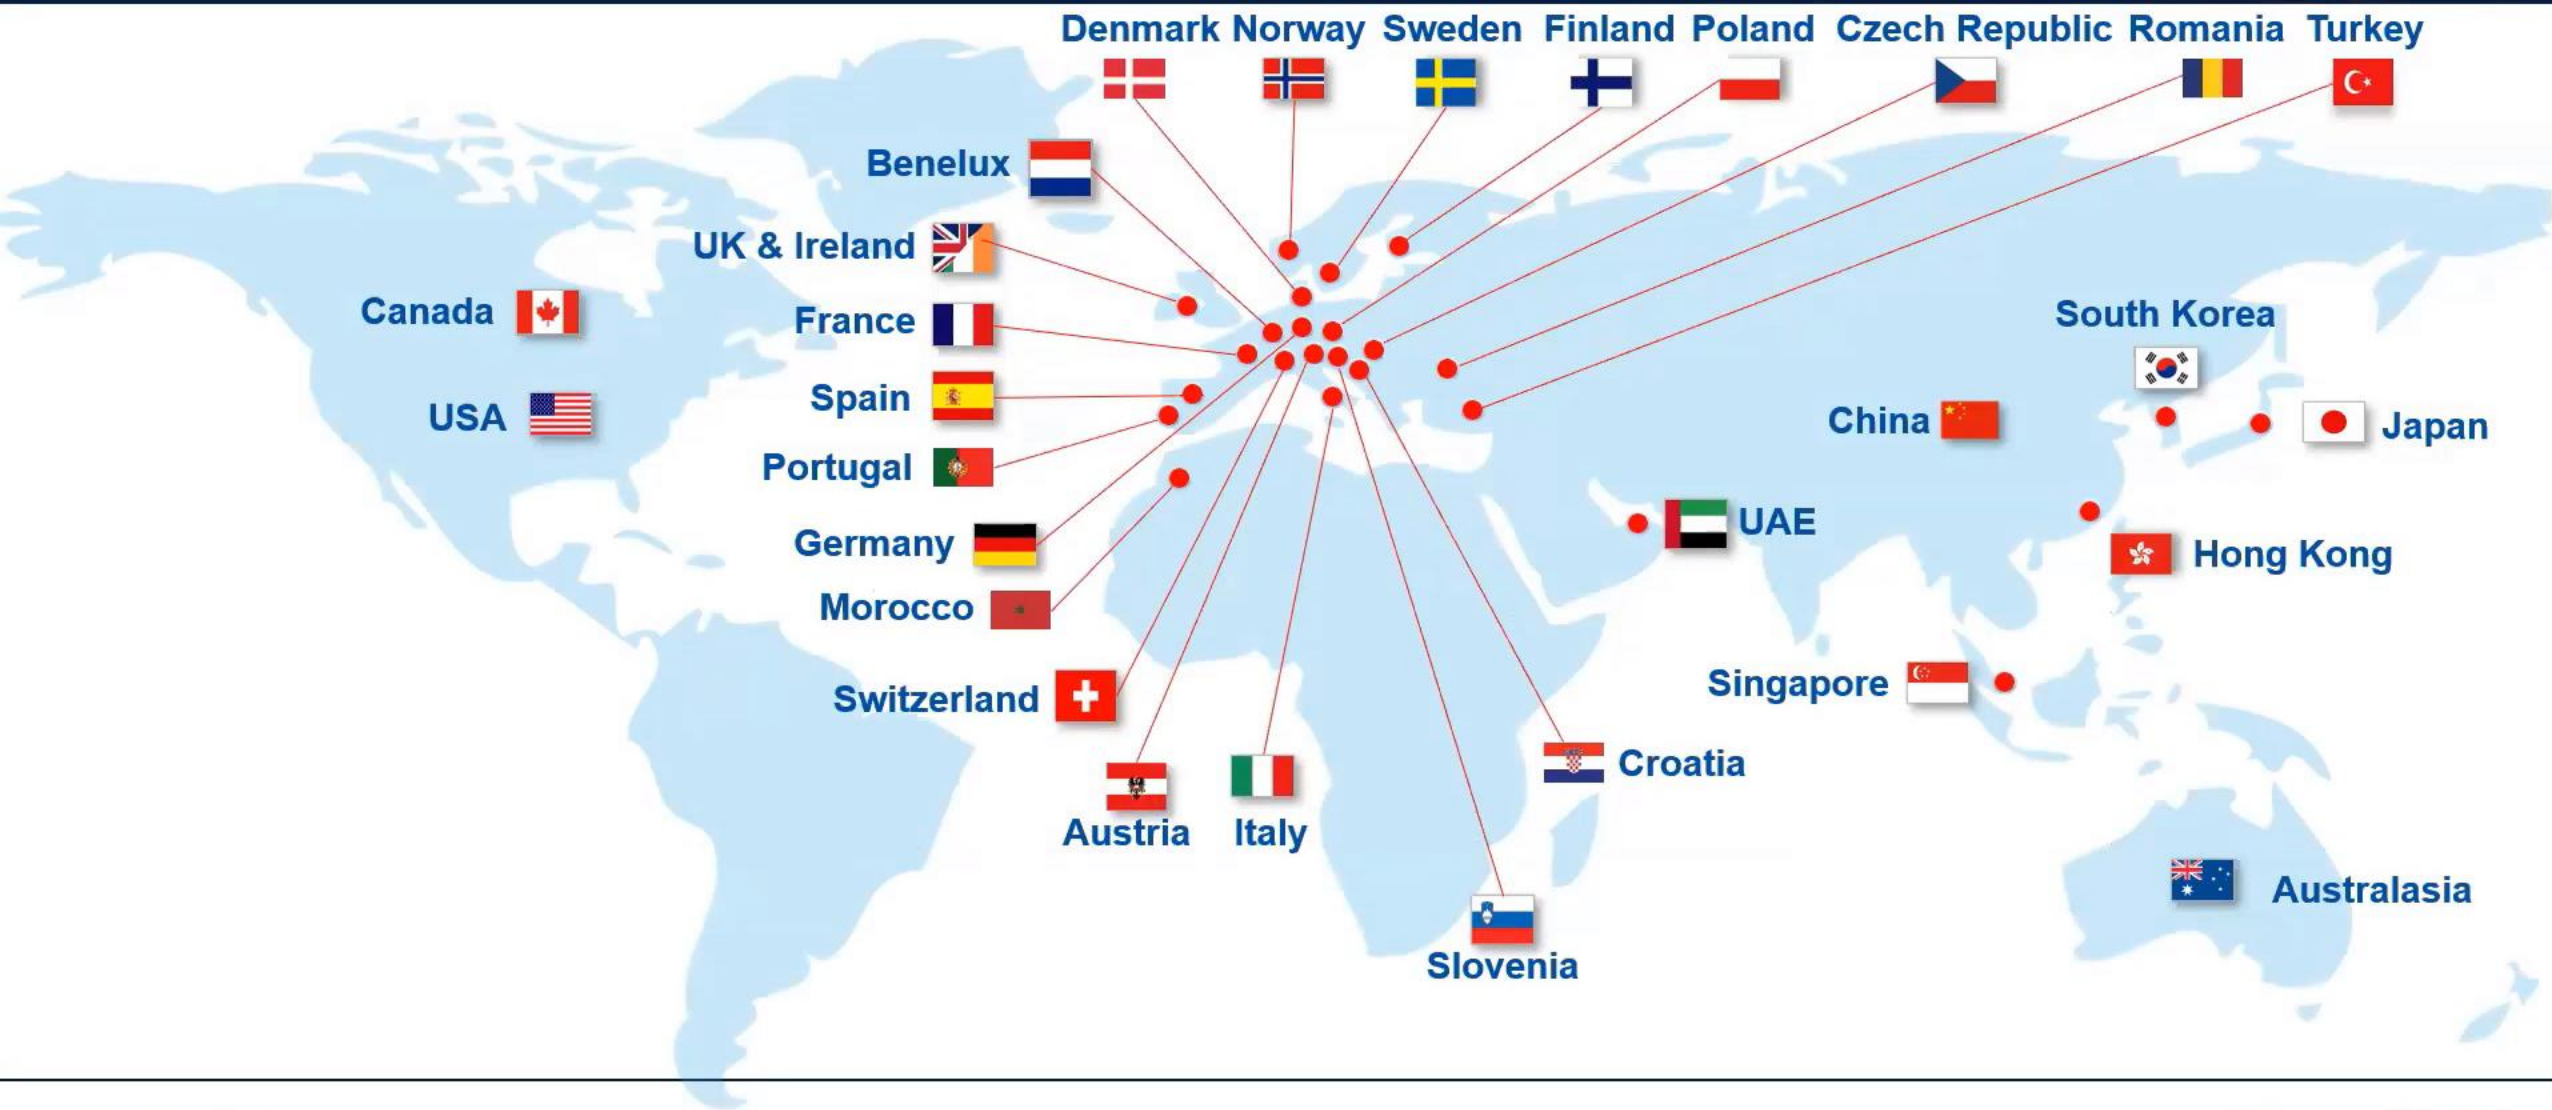 Denmark Norway Sweden Finland Poland Czech Republic Romania Turkey
Benelux
UK & Ireland
Canada
France
South Korea
Spain
USA
China
Japan
Portugal
UAE
Germany
Hong Kong
Morocco
Singapore
Switzerland
Croatia
Austria
Italy
Australasia
Slovenia